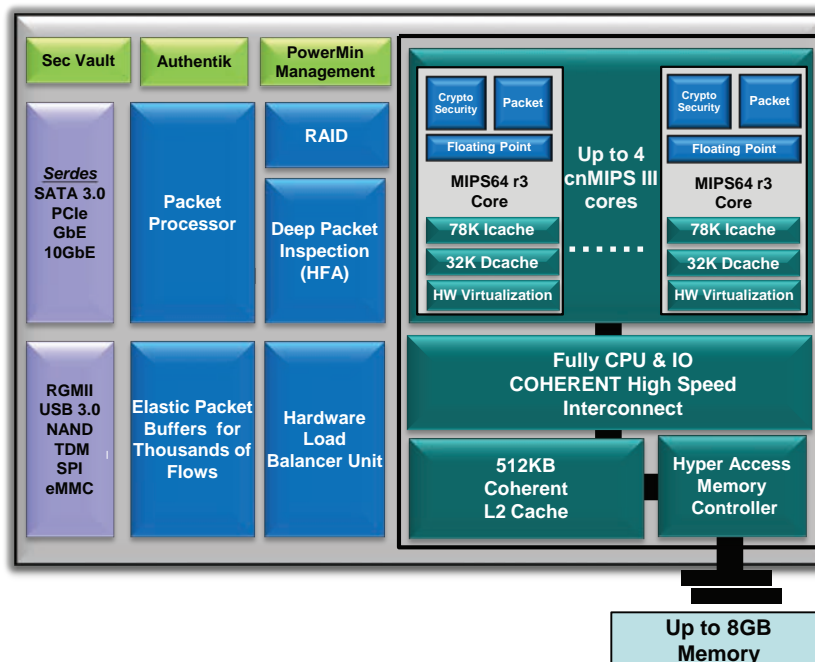 Sec Vault
Authentik
PowerMin
Management
Serdes
SATA 3.0
PCIe
GbE
10GbE
Packet
Processor
RAID
Deep Packet
Inspection
(HFA)
RGMII
USB 3.0
NAND
TDM
SPI
eMMC
Elastic Packet
Buffers for
Thousands of
Flows
Hardware
Load
Balancer Unit
Crypto
Security
Packet
Floating Point
MIPS64 r3
Core
78K Icache
32K Dcache
HW Virtualization
Up to 4
cnMIPS III
cores
......
Crypto
Security
Packet
Floating Point
MIPS64 r3
Core
78K Icache
32K Dcache
HW Virtualization
Fully CPU & IO
COHERENT High Speed
Interconnect
512KB
Coherent
L2 Cache
Hyper Access
Memory
Controller
Up to 8GB
Memory